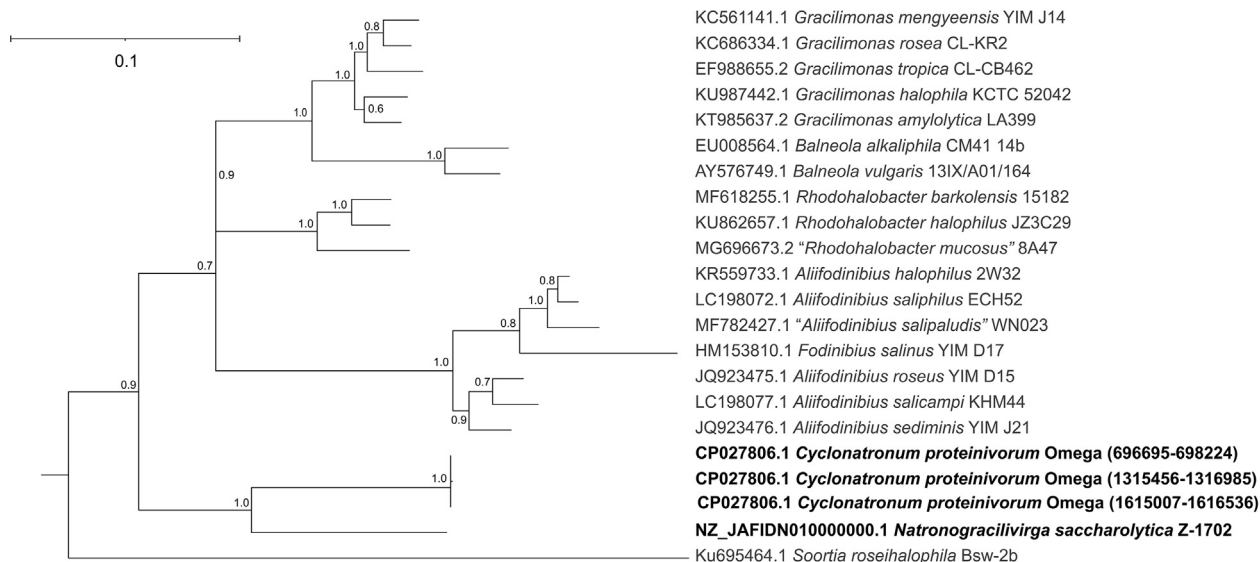 0.1
KC561141.1 Gracilimonas mengyeensis YIM J14
KC686334.1 Gracilimonas rosea CL-KR2
EF988655.2 Gracilimonas tropica CL-CB462
KU987442.1 Gracilimonas halophila KCTC 52042
KT985637.2 Gracilimonas amylolytica LA399
EU008564.1 Balneola alkaliphila CM41 14b
AY576749.1 Balneola vulgaris 13IX/A01/164
MF618255.1 Rhodohalobacter barkolensis 15182
KU862657.1 Rhodohalobacter halophilus JZ3C29
MG696673.2 “Rhodohalobacter mucosus” 8A47
KR559733.1 Aliifodinibius halophilus 2W32
LC198072.1 Aliifodinibius saliphilus ECH52
MF782427.1 “Aliifodinibius salipaludis” WN023
HM153810.1 Fodinibius salinus YIM D17
JQ923475.1 Aliifodinibius roseus YIM D15
LC198077.1 Aliifodinibius salicampi KHM44
JQ923476.1 Aliifodinibius sediminis YIM J21
CP027806.1 Cyclonatronum proteinivorum Omega (696695-698224)
CP027806.1 Cyclonatronum proteinivorum Omega (1315456-1316985)
CP027806.1 Cyclonatronum proteinivorum Omega (1615007-1616536)
NZ_JAFIDN010000000.1 Natronogracilivirga saccharolytica Z-1702
Ku695464.1 Soortia roseihalophila Bsw-2b
0.8
1.0
1.0
0.6
1.0
1.0
0.9
1.0
1.0
0.7
0.8
1.0
0.8
1.0
0.7
0.9
0.9
1.0
1.0